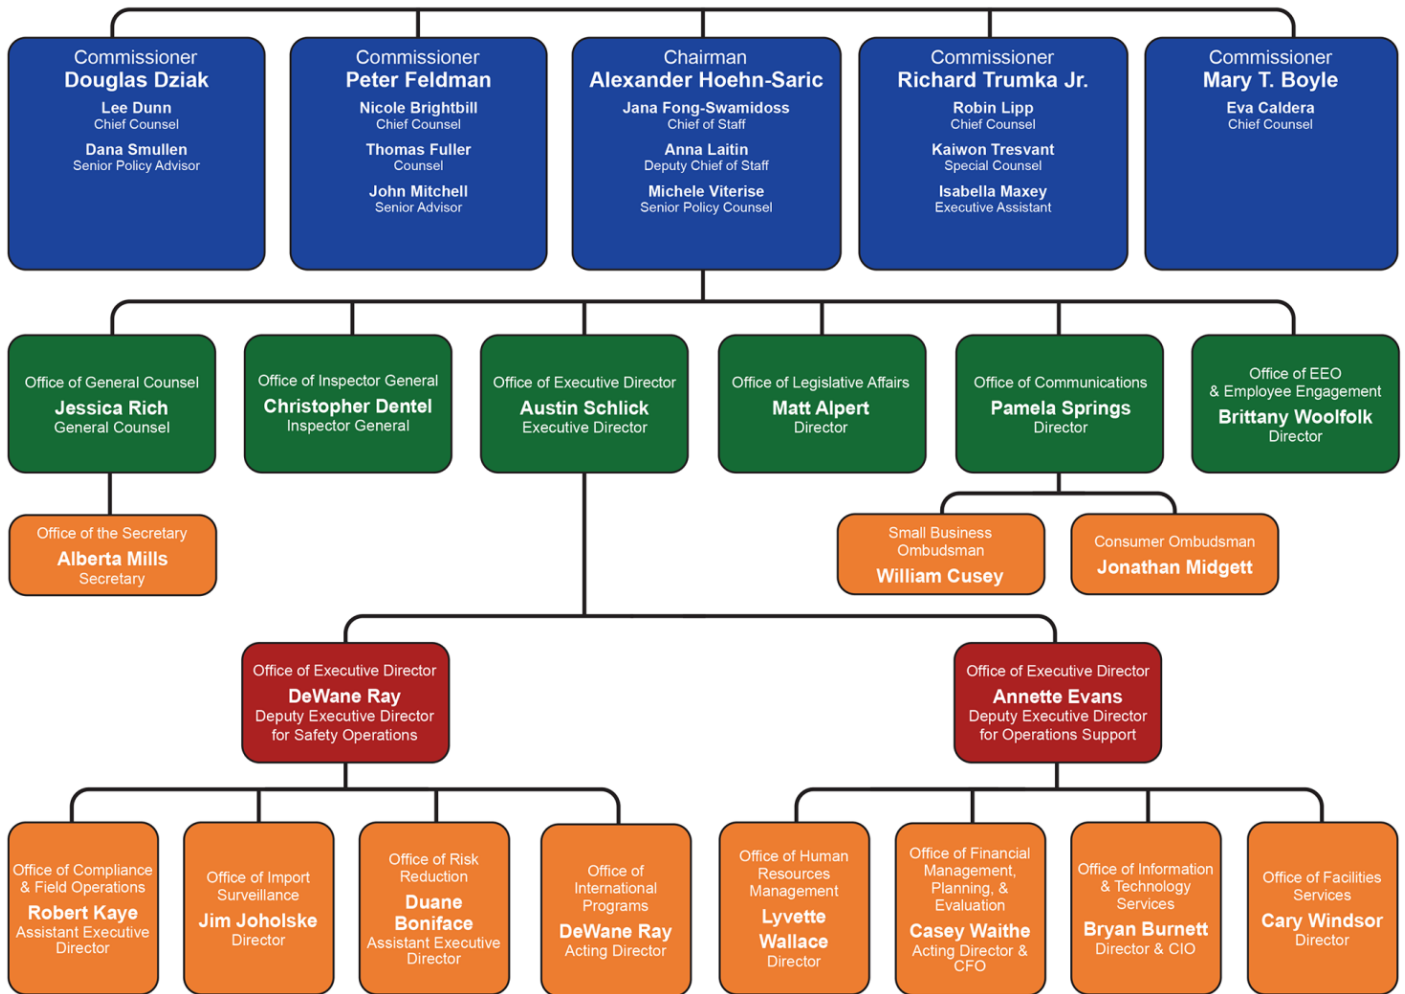 Commissioner
Douglas Dziak
Lee Dunn
Chief Counsel
Dana Smullen
Senior Policy Advisor
Commissioner
Peter Feldman
Nicole Brightbill
Chief Counsel
Thomas Fuller
Counsel
John Mitchell
Senior Advisor
Chairman
Alexander Hoehn-Saric
Jana Fong-Swamidoss
Chief of Staff
Anna Laitin
Deputy Chief of Staff
Michele Viterise
Senior Policy Counsel
Commissioner
Richard Trumka Jr.
Robin Lipp
Chief Counsel
Kaiwon Tresvant
Special Counsel
Isabella Maxey
Executive Assistant
Commissioner
Mary T. Boyle
Eva Caldera
Chief Counsel
Office of General Counsel
Jessica Rich
General Counsel
Office of Inspector General
Christopher Dentel
Inspector General
Office of Executive Director
Austin Schlick
Executive Director
Office of Legislative Affairs
Matt Alpert
Director
Office of Communications
Pamela Springs
Director
Office of EEO
& Employee Engagement
Brittany Woolfolk
Director
Office of the Secretary
Alberta Mills
Secretary
Small Business
Ombudsman
William Cusey
Consumer Ombudsman
Jonathan Midgett
Office of Executive Director
DeWane Ray
Deputy Executive Director
for Safety Operations
Office of Executive Director
Annette Evans
Deputy Executive Director
for Operations Support
Office of Compliance
& Field Operations
Robert Kaye
Assistant Executive
Director
Office of Import
Surveillance
Jim Joholske
Director
Office of Risk
Reduction
Duane
Boniface
Assistant Executive
Director
Office of
International
Programs
DeWane Ray
Acting Director
Office of Human
Resources
Management
Lyvette
Wallace
Director
Office of Financial
Management,
Planning, &
Evaluation
Casey Waithe
Acting Director &
CFO
Office of Information
& Technology
Services
Bryan Burnett
Director & CIO
Office of Facilities
Services
Cary Windsor
Director